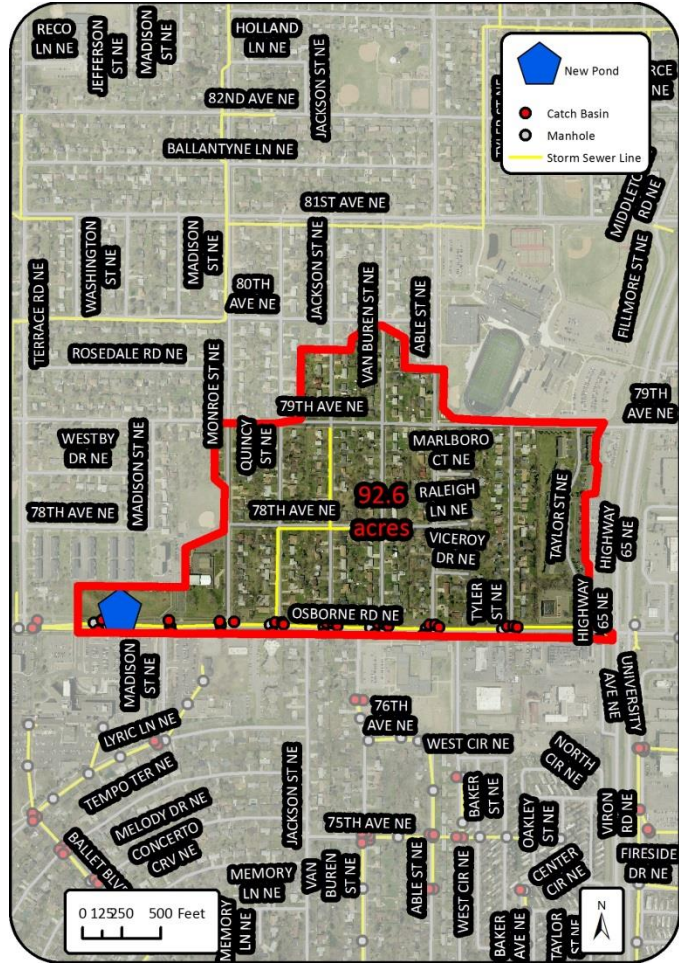 RECO
LN NE
JEFFERSON
ST NE
MADISON
ST NE
HOLLAND
LN NE
JACKSON ST NE
82ND AVE NE
BALLANTYNE LN NE
New Pond
Catch Basin
Manhole
Storm Sewer Line
TYLER ST NE
NE
MIDDLETON
RD NE
FILLMORE ST NE
81ST AVE NE
TERRACE RD NE
WASHINGTON
ST NE
MADISON
ST NE
80TH
AVE NE
JACKSON ST NE
VAN BUREN ST NE
ABLE ST NE
ROSEDALE RD NE
MONROE ST NE
79TH AVE NE
79TH
AVE NE
WESTBY
DR NE
MADISON ST NE
QUINCY
ST NE
MARLBORO
CT NE
78TH AVE NE
78TH AVE NE
92.6
acres
RALEIGH
LN NE
VICEROY
DR NE
TAYLOR ST NE
HIGHWAY
65 NE
OSBORNE RD NE
TYLER
ST NE
HIGHWAY
65 NE
MADISON
ST NE
UNIVERSITY
AVE NE
LYRIC LN NE
76TH
AVE NE
WEST CIR NE
NORTH
CIR NE
TEMPO TER NE
MELODY DR NE
JACKSON ST NE
BAKER
ST NE
OAKLEY
ST NE
VIRON
RD NE
CONCERTO
CRV NE
75TH AVE NE
BALLET BLV
MEMORY
LN NE
VAN
BUREN
ST NE
ABLE ST NE
WEST CIR NE
CENTER
CIR NE
FIRESIDE
DR NE
MEMORY
LN NE
BAKER
AVE NE
TAYLOR
ST NE
0 125250 500 Feet
N